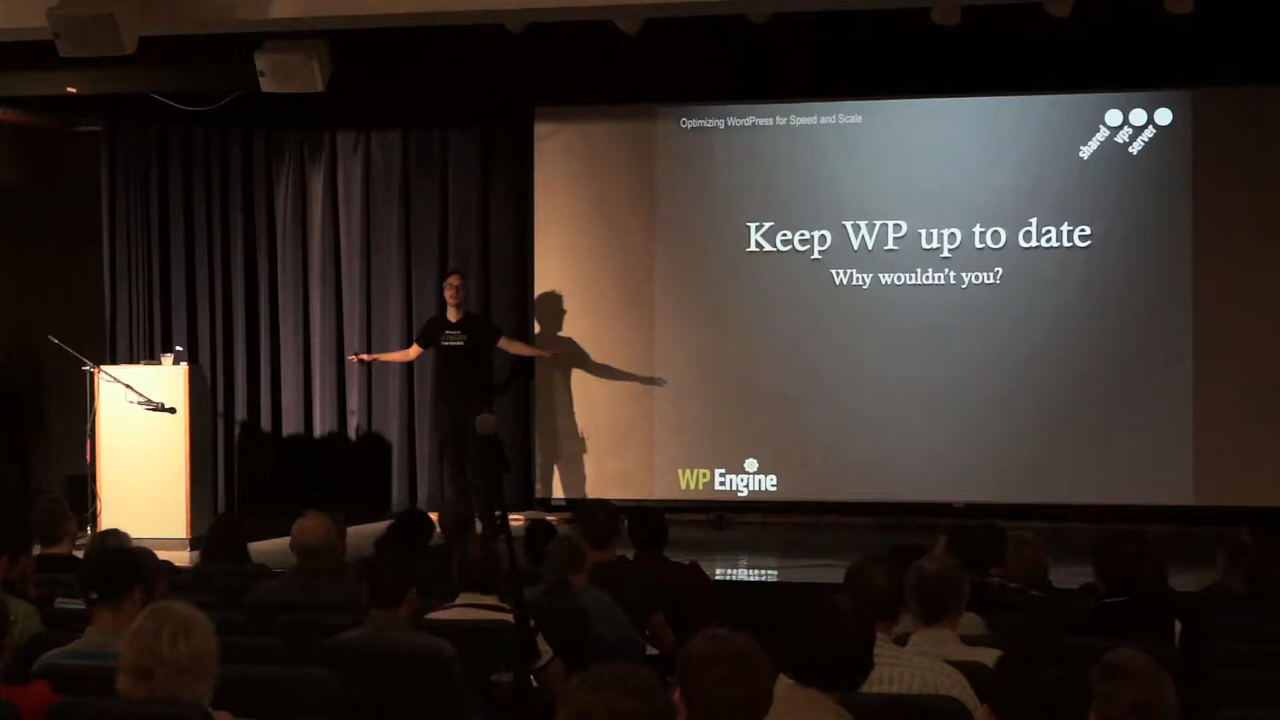 Optimizing WordPress for Speed and Scale
shared
vps
server
Keep WP up to date
Why wouldn't you?
WP Engine